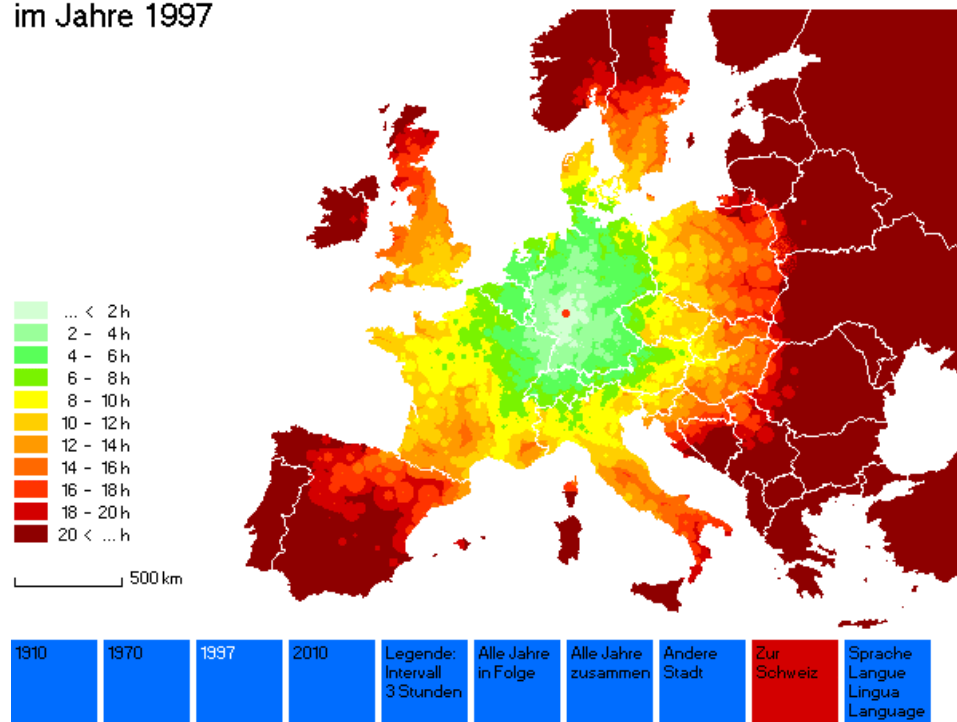 im Jahre 1997
... < 2 h
2 - 4 h
4 - 6 h
6 - 8 h
8 - 10 h
10 - 12 h
12 - 14 h
14 - 16 h
16 - 18 h
18 - 20 h
20 < ... h
500 km
1910
1970
1997
2010
Legende:
Intervall
3 Stunden
Alle Jahre
in Folge
Alle Jahre
zusammen
Andere
Stadt
Zur
Schweiz
Sprache
Langue
Lingua
Language